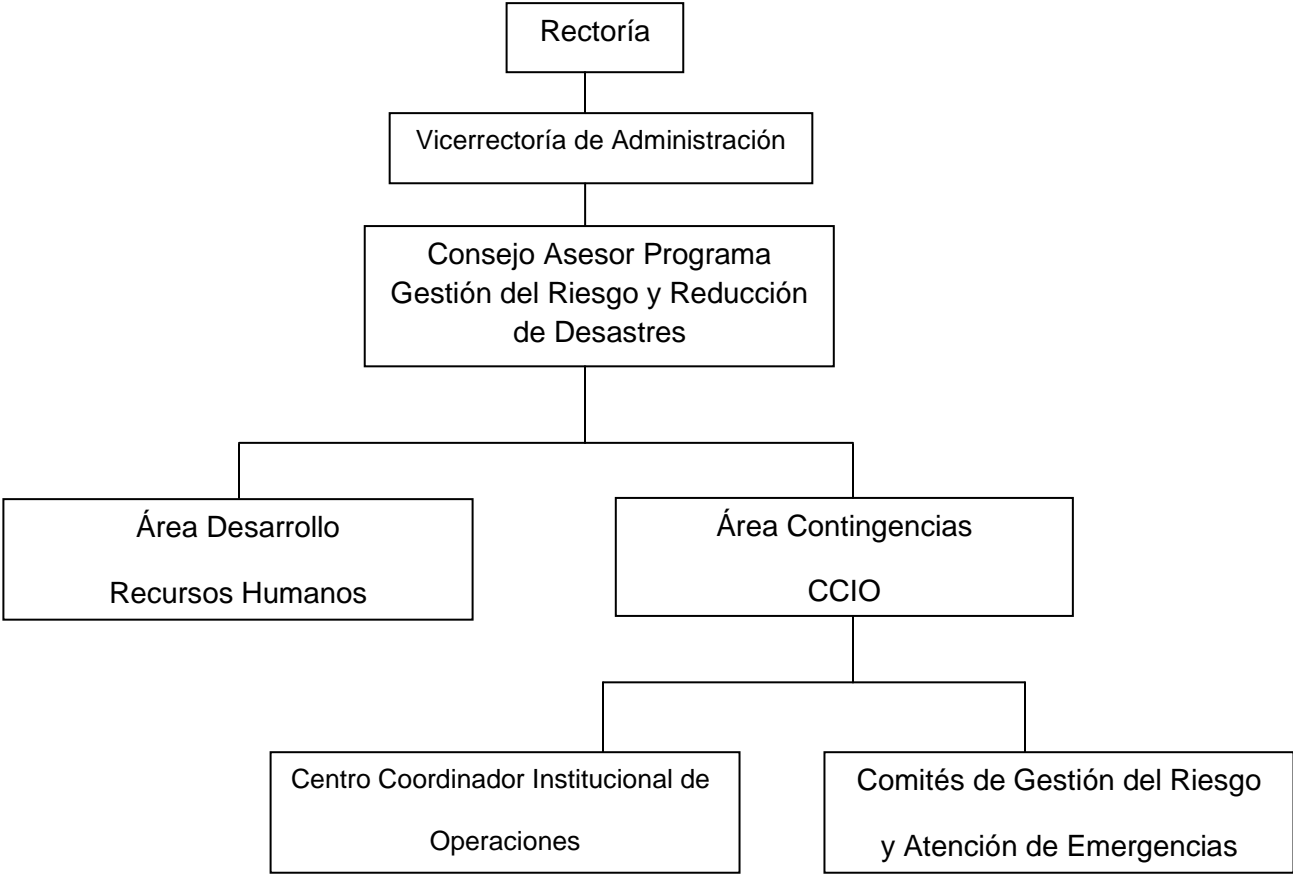 Rectoría
Vicerrectoría de Administración
Consejo Asesor Programa
Gestión del Riesgo y Reducción
de Desastres
Área Desarrollo
Recursos Humanos
Área Contingencias
CCIO
Centro Coordinador Institucional de
Operaciones
Comités de Gestión del Riesgo
y Atención de Emergencias